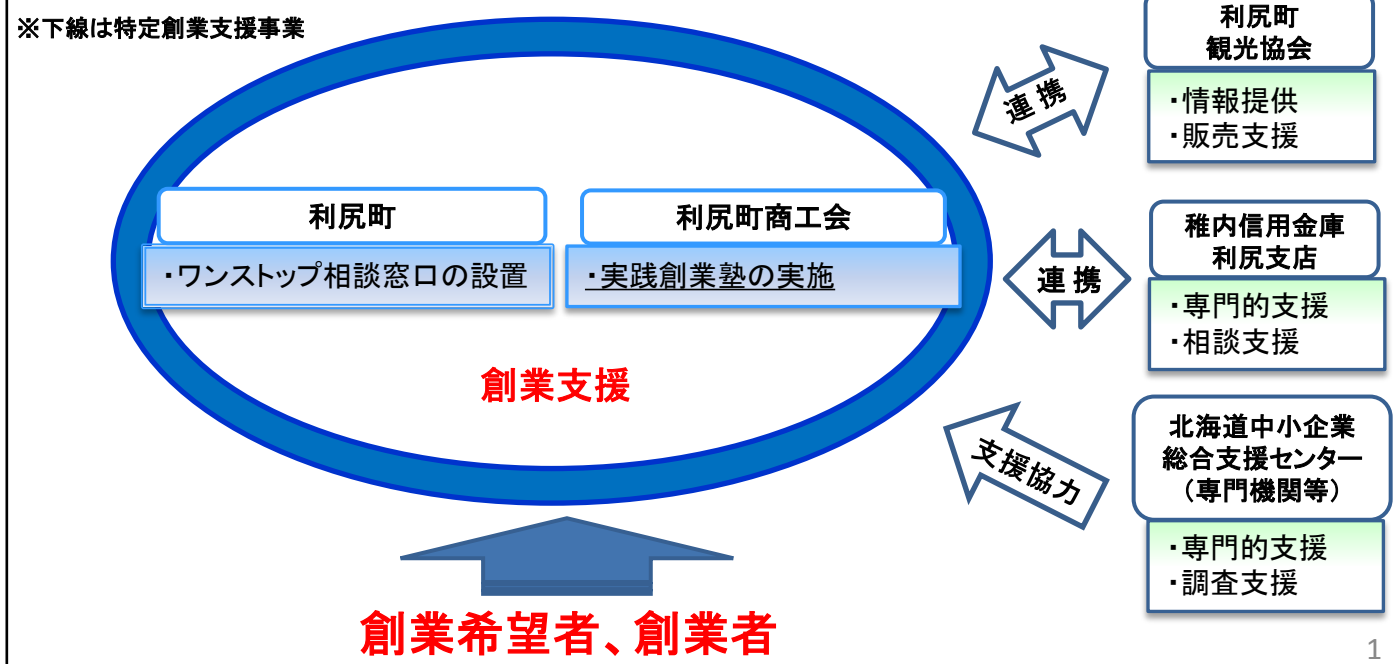 ※下線は特定創業支援事業
利尻町
・ワンストップ相談窓口の設置
利尻町商工会
・実践創業塾の実施
創業支援
創業希望者、創業者
連携
利尻町
観光協会
・情報提供
・販売支援
連携
稚内信用金庫
利尻支店
・専門的支援
・相談支援
支援協力
北海道中小企業
総合支援センター
（専門機関等）
・専門的支援
・調査支援
1